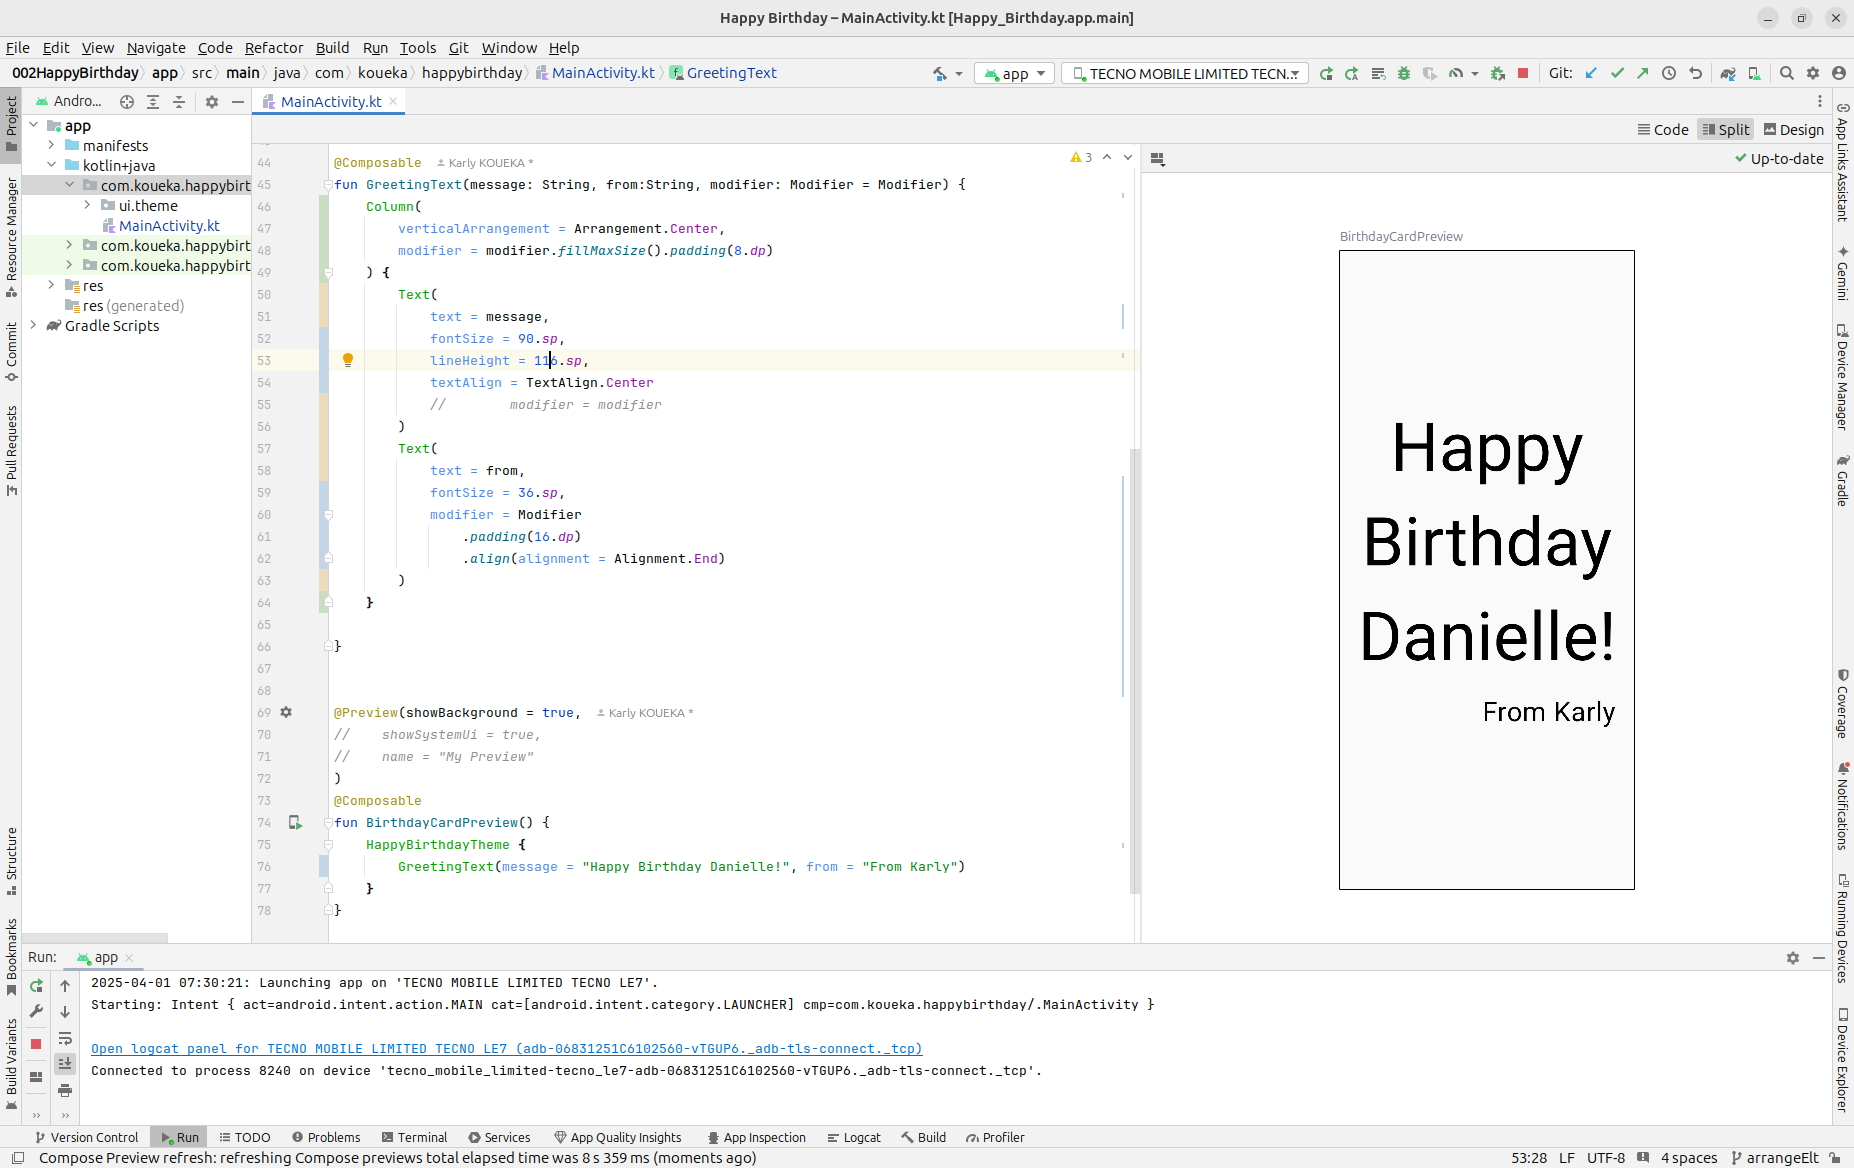 Happy Birthday – MainActivity.kt [Happy_Birthday.app.main]
File Edit View Navigate Code Refactor Build Run Tools Git Window Help
002HappyBirthday app src main java com koueka happybirthday MainActivity.kt GreetingText
app TECNO MOBILE LIMITED TECN... Git:
Andro...
MainActivity.kt
Code Split Design
Project
Resource Manager
Commit
Pull Requests
Structure
Bookmarks
Build Variants
app
manifests
kotlin+java
com.koueka.happybirt
ui.theme
MainActivity.kt
com.koueka.happybirt
com.koueka.happybirt
res
res (generated)
Gradle Scripts
3
44 @Composable Karly KOUEKA *
45 fun GreetingText(message: String, from:String, modifier: Modifier = Modifier) {
46 Column(
47 verticalArrangement = Arrangement.Center,
48 modifier = modifier.fillMaxSize().padding(8.dp)
49 ) {
50 Text(
51 text = message,
52 fontSize = 90.sp,
53 lineHeight = 116.sp,
54 textAlign = TextAlign.Center
55 // modifier = modifier
56 )
57 Text(
58 text = from,
59 fontSize = 36.sp,
60 modifier = Modifier
61 .padding(16.dp)
62 .align(alignment = Alignment.End)
63 )
64 }
65
66 }
67
68
69 @Preview(showBackground = true, Karly KOUEKA *
70 // showSystemUi = true,
71 // name = "My Preview"
72 )
73 @Composable
74 fun BirthdayCardPreview() {
75 HappyBirthdayTheme {
76 GreetingText(message = "Happy Birthday Danielle!", from = "From Karly")
77 }
78 }
Up-to-date
BirthdayCardPreview
Happy
Birthday
Danielle!
From Karly
App Links Assistant
Gemini
Device Manager
Gradle
Coverage
Notifications
Running Devices
Device Explorer
Run: app
2025-04-01 07:30:21: Launching app on 'TECNO MOBILE LIMITED TECNO LE7'.
Starting: Intent { act=android.intent.action.MAIN cat=[android.intent.category.LAUNCHER] cmp=com.koueka.happybirthday/.MainActivity }
Open logcat panel for TECNO MOBILE LIMITED TECNO LE7 (adb-06831251C6102560-vTGUP6._adb-tls-connect._tcp)
Connected to process 8240 on device 'tecno_mobile_limited-tecno_le7-adb-06831251C6102560-vTGUP6._adb-tls-connect._tcp'.
Version Control Run TODO Problems Terminal Services App Quality Insights App Inspection Logcat Build Profiler
Compose Preview refresh: refreshing Compose previews total elapsed time was 8 s 359 ms (moments ago) 53:28 LF UTF-8 4 spaces arrangeElt